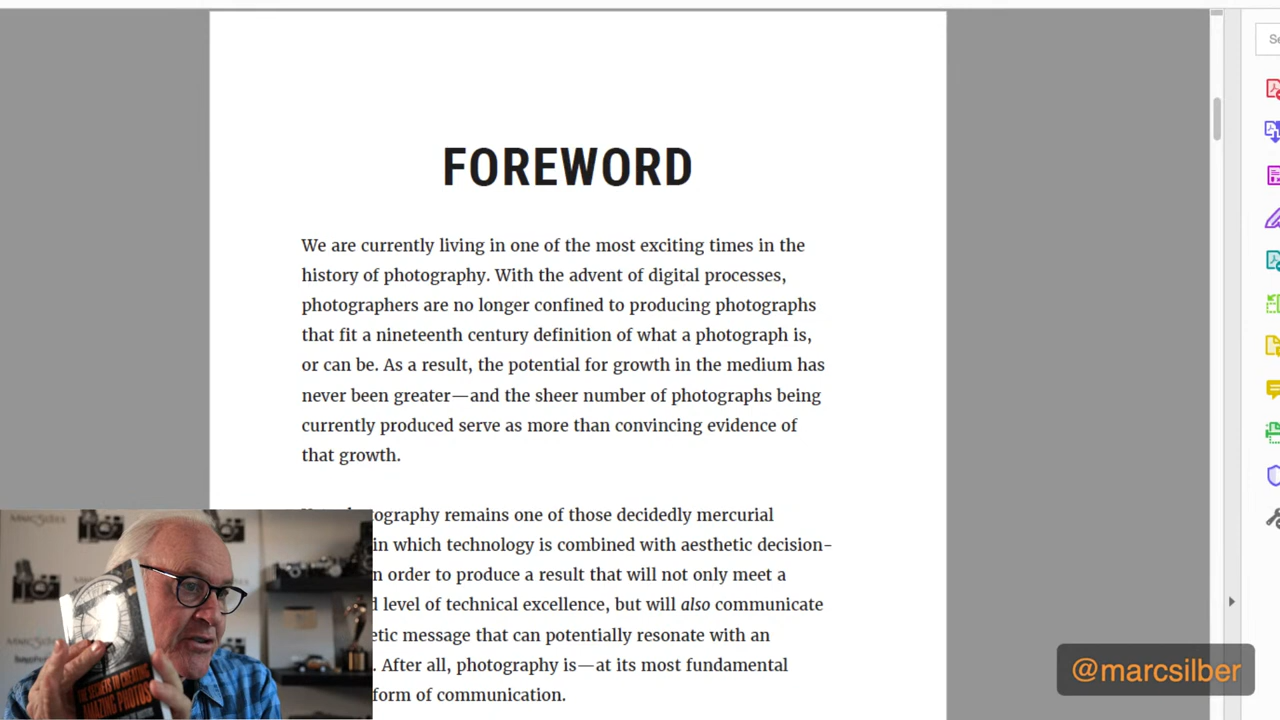 FOREWORD
We are currently living in one of the most exciting times in the
history of photography. With the advent of digital processes,
photographers are no longer confined to producing photographs
that fit a nineteenth century definition of what a photograph is,
or can be. As a result, the potential for growth in the medium has
never been greater—and the sheer number of photographs being
currently produced serve as more than convincing evidence of
that growth.
remains one of those decidedly mercurial
in which technology is combined with aesthetic decision-
order to produce a result that will not only meet a
level of technical excellence, but will also communicate
message that can potentially resonate with an
. After all, photography is—at its most fundamental
form of communication.
THE SECRETS TO CREATING
AMAZING PHOTOS
@marcsilber